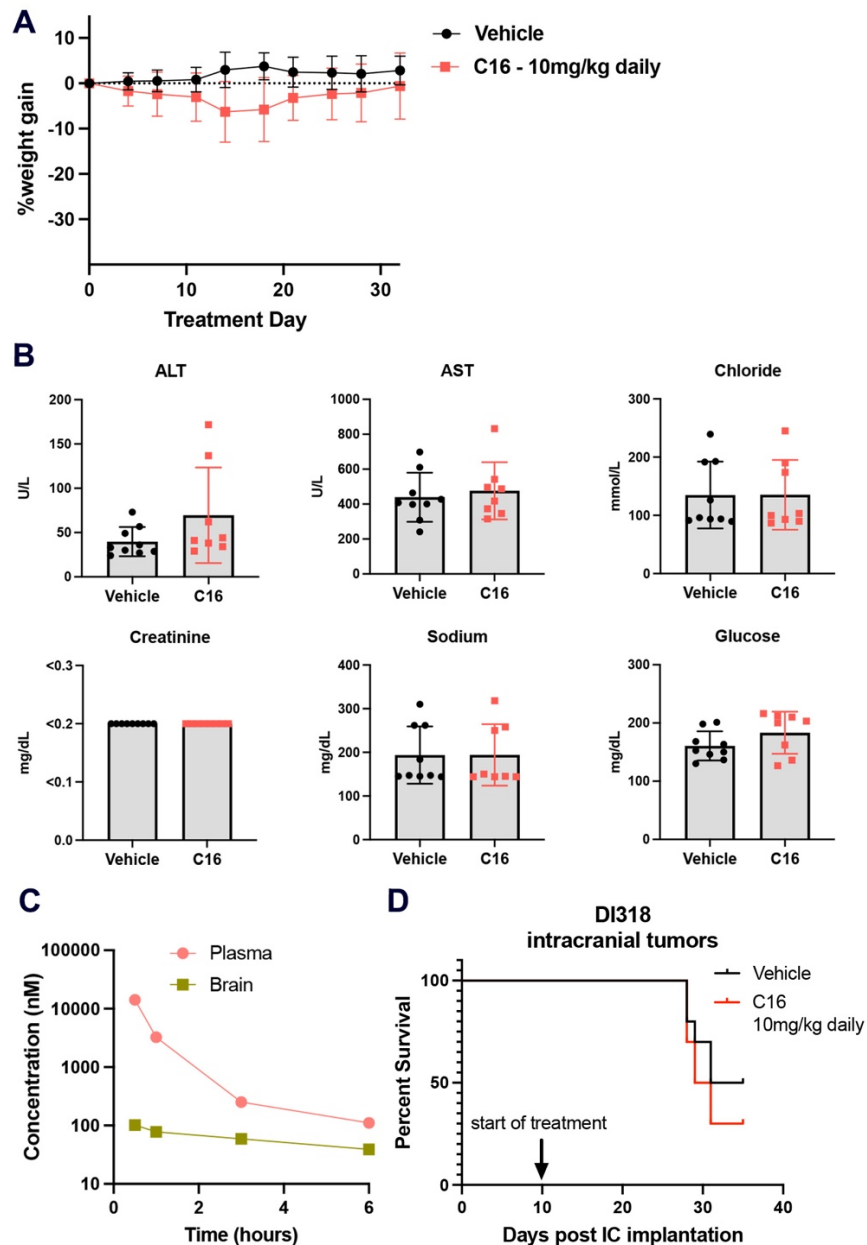 A
10
0
-10
-20
-30
%weight gain
0 10 20 30
Treatment Day
Vehicle
C16 - 10mg/kg daily
B
ALT
200
150
100
50
0
U/L
Vehicle C16
AST
1000
800
600
400
200
0
U/L
Vehicle C16
Chloride
300
200
100
0
mmol/L
Vehicle C16
Creatinine
<0.3
<0.2
<0.1
0.0
mg/dL
Vehicle C16
Sodium
400
300
200
100
0
mg/dL
Vehicle C16
Glucose
300
200
100
0
mg/dL
Vehicle C16
C
100000
10000
1000
100
10
Concentration (nM)
Plasma
Brain
0 2 4 6
Time (hours)
D
DI318
intracranial tumors
100
50
0
Percent Survival
start of treatment
Vehicle
C16
10mg/kg daily
0 10 20 30 40
Days post IC implantation